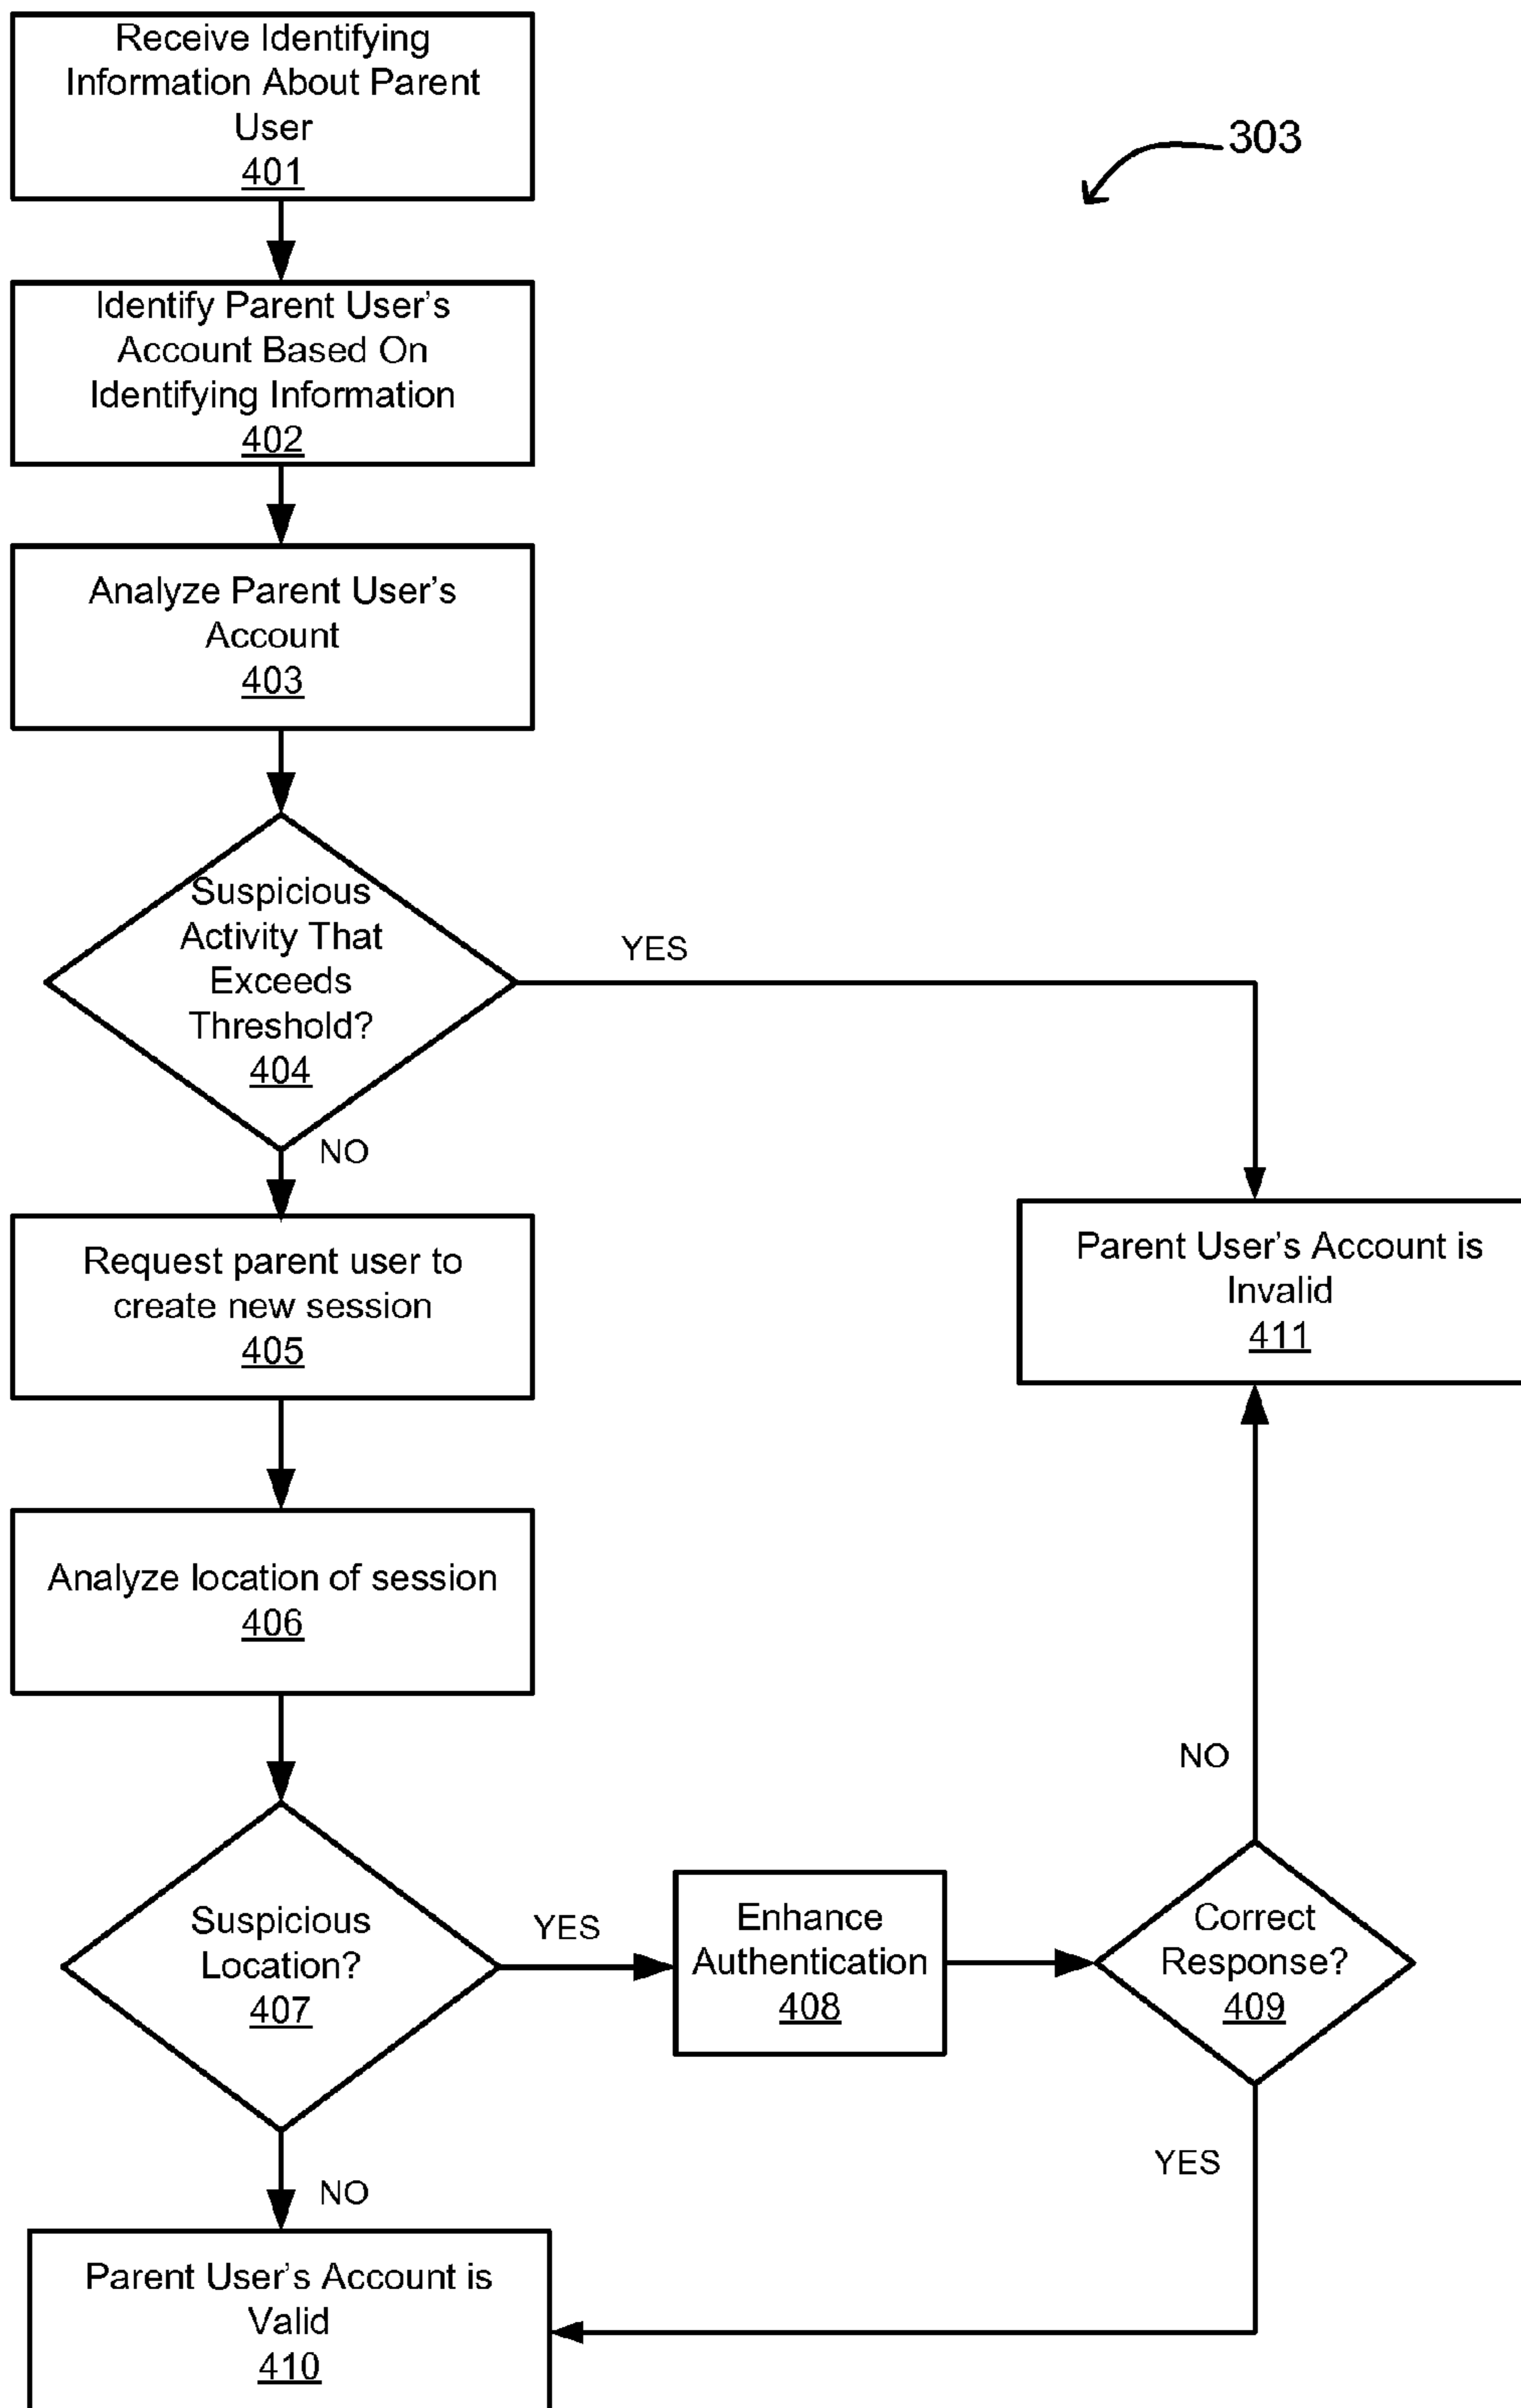 Receive Identifying
Information About Parent
User
401
303
Identify Parent User's
Account Based On
Identifying Information
402
Analyze Parent User's
Account
403
Suspicious
Activity That
Exceeds
Threshold?
404
YES
NO
Request parent user to
create new session
405
Parent User's Account is
Invalid
411
Analyze location of session
406
NO
Suspicious
Location?
407
YES
Enhance
Authentication
408
Correct
Response?
409
YES
NO
Parent User's Account is
Valid
410